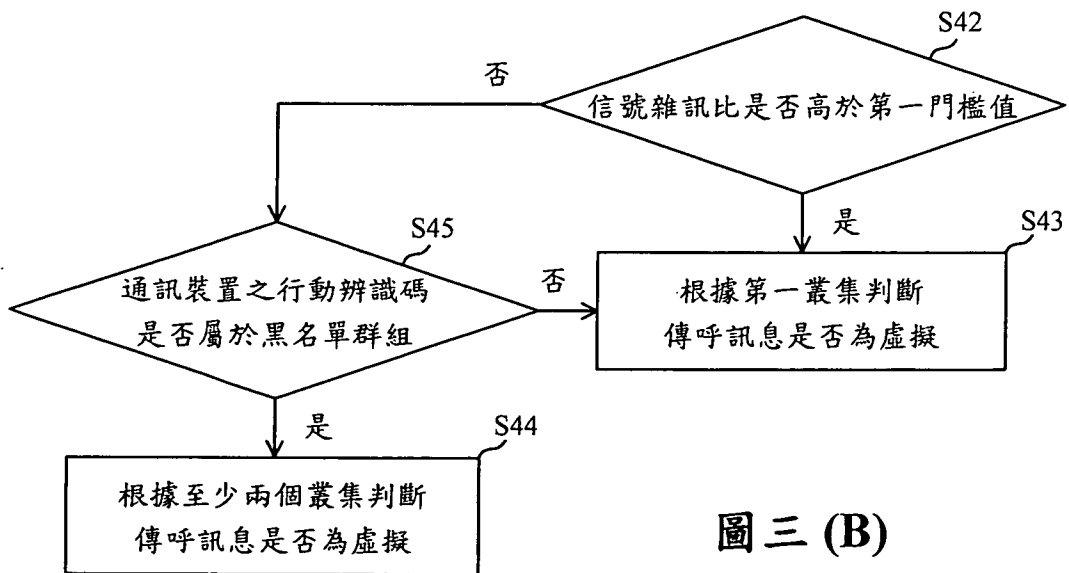 S42
否
信號雜訊比是否高於第一門檻值
是
S45
S43
通訊裝置之行動辨識碼
是否屬於黑名單群組
否
根據第一叢集判斷
傳呼訊息是否為虛擬
是
S44
根據至少兩個叢集判斷
傳呼訊息是否為虛擬
圖三 (B)